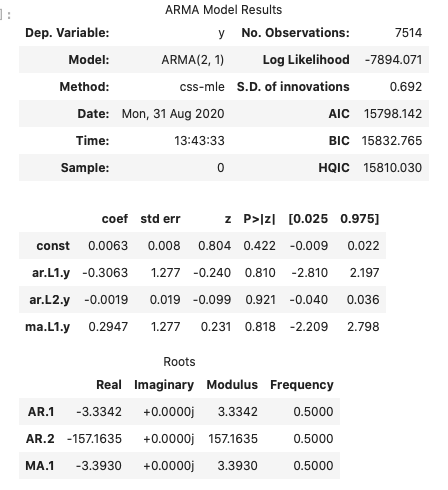 ]:
ARMA Model Results
Dep. Variable: y No. Observations: 7514
Model: ARMA(2, 1) Log Likelihood -7894.071
Method: css-mle S.D. of innovations 0.692
Date: Mon, 31 Aug 2020 AIC 15798.142
Time: 13:43:33 BIC 15832.765
Sample: 0 HQIC 15810.030
coef std err z P>|z| [0.025 0.975]
const 0.0063 0.008 0.804 0.422 -0.009 0.022
ar.L1.y -0.3063 1.277 -0.240 0.810 -2.810 2.197
ar.L2.y -0.0019 0.019 -0.099 0.921 -0.040 0.036
ma.L1.y 0.2947 1.277 0.231 0.818 -2.209 2.798
Roots
Real Imaginary Modulus Frequency
AR.1 -3.3342 +0.0000j 3.3342 0.5000
AR.2 -157.1635 +0.0000j 157.1635 0.5000
MA.1 -3.3930 +0.0000j 3.3930 0.5000